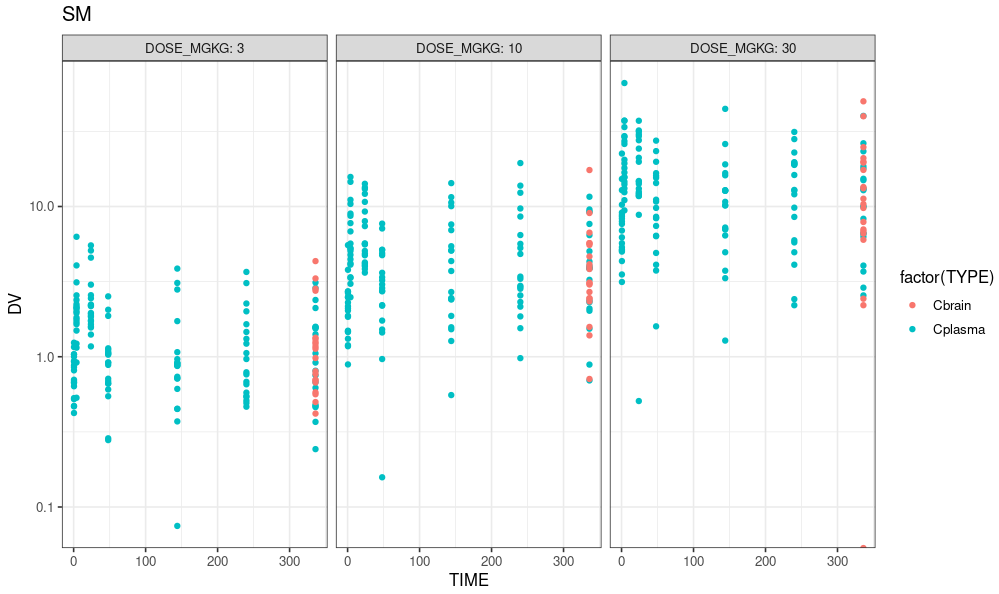 SM
DOSE_MGKG: 3
DOSE_MGKG: 10
DOSE_MGKG: 30
DV
10.0
1.0
0.1
0 100 200 300
0 100 200 300
0 100 200 300
TIME
factor(TYPE)
Cbrain
Cplasma